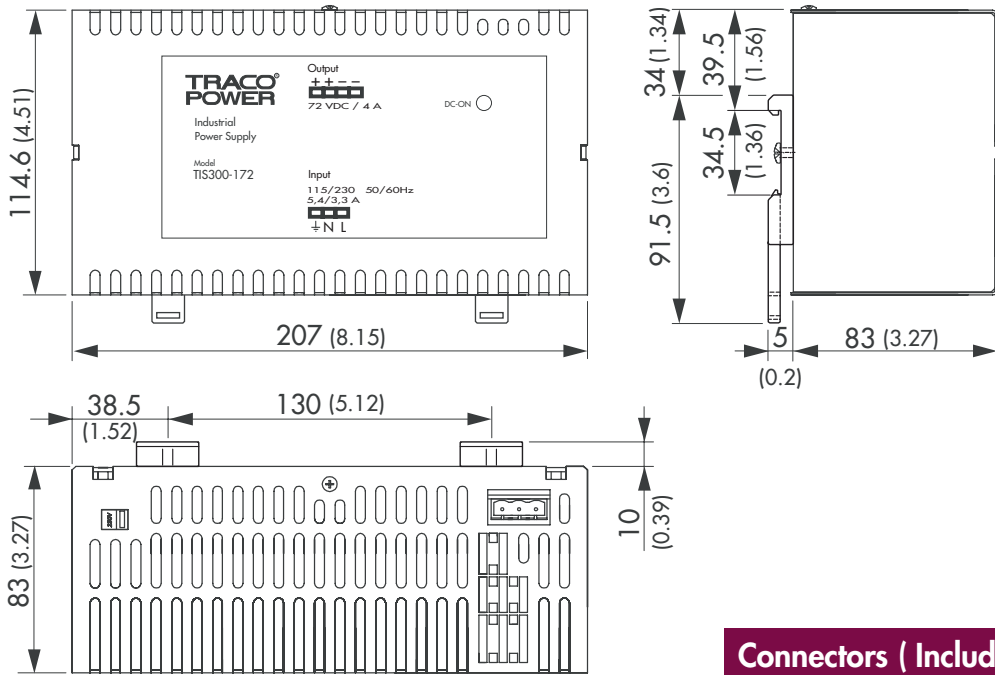 TRACO®
POWER
Industrial
Power Supply
Model
TIS300-172
Output
++--
72 VDC / 4 A
DC-ON
Input
115/230 50/60Hz
5,4/3,3 A
⏚ N L
114.6 (4.51)
207 (8.15)
34 (1.34)
39.5
(1.56)
34.5
(1.36)
91.5 (3.6)
5
(0.2)
83 (3.27)
38.5
(1.52)
130 (5.12)
10
(0.39)
83 (3.27)
230V
Connectors ( Includ